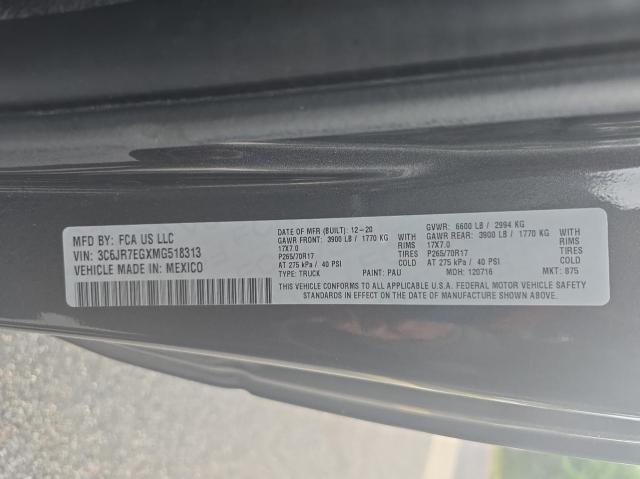 MFD BY: FCA US LLC
VIN: 3C6JR7EGXMG518313
VEHICLE MADE IN: MEXICO
DATE OF MFR (BUILT): 12-20
GAWR FRONT: 3900 LB / 1770 KG WITH
17X7.0 TIRES
P265/70R17 COLD
AT 275 kPa / 40 PSI
TYPE: TRUCK PAINT: PAU
GVWR: 6600 LB / 2994 KG
GAWR REAR: 3900 LB / 1770 KG WITH
17X7.0 TIRES
P265/70R17 COLD
AT 275 kPa / 40 PSI
MDH: 120716 MKT: 875
THIS VEHICLE CONFORMS TO ALL APPLICABLE U.S.A. FEDERAL MOTOR VEHICLE SAFETY
STANDARDS IN EFFECT ON THE DATE OF MANUFACTURE SHOWN ABOVE.